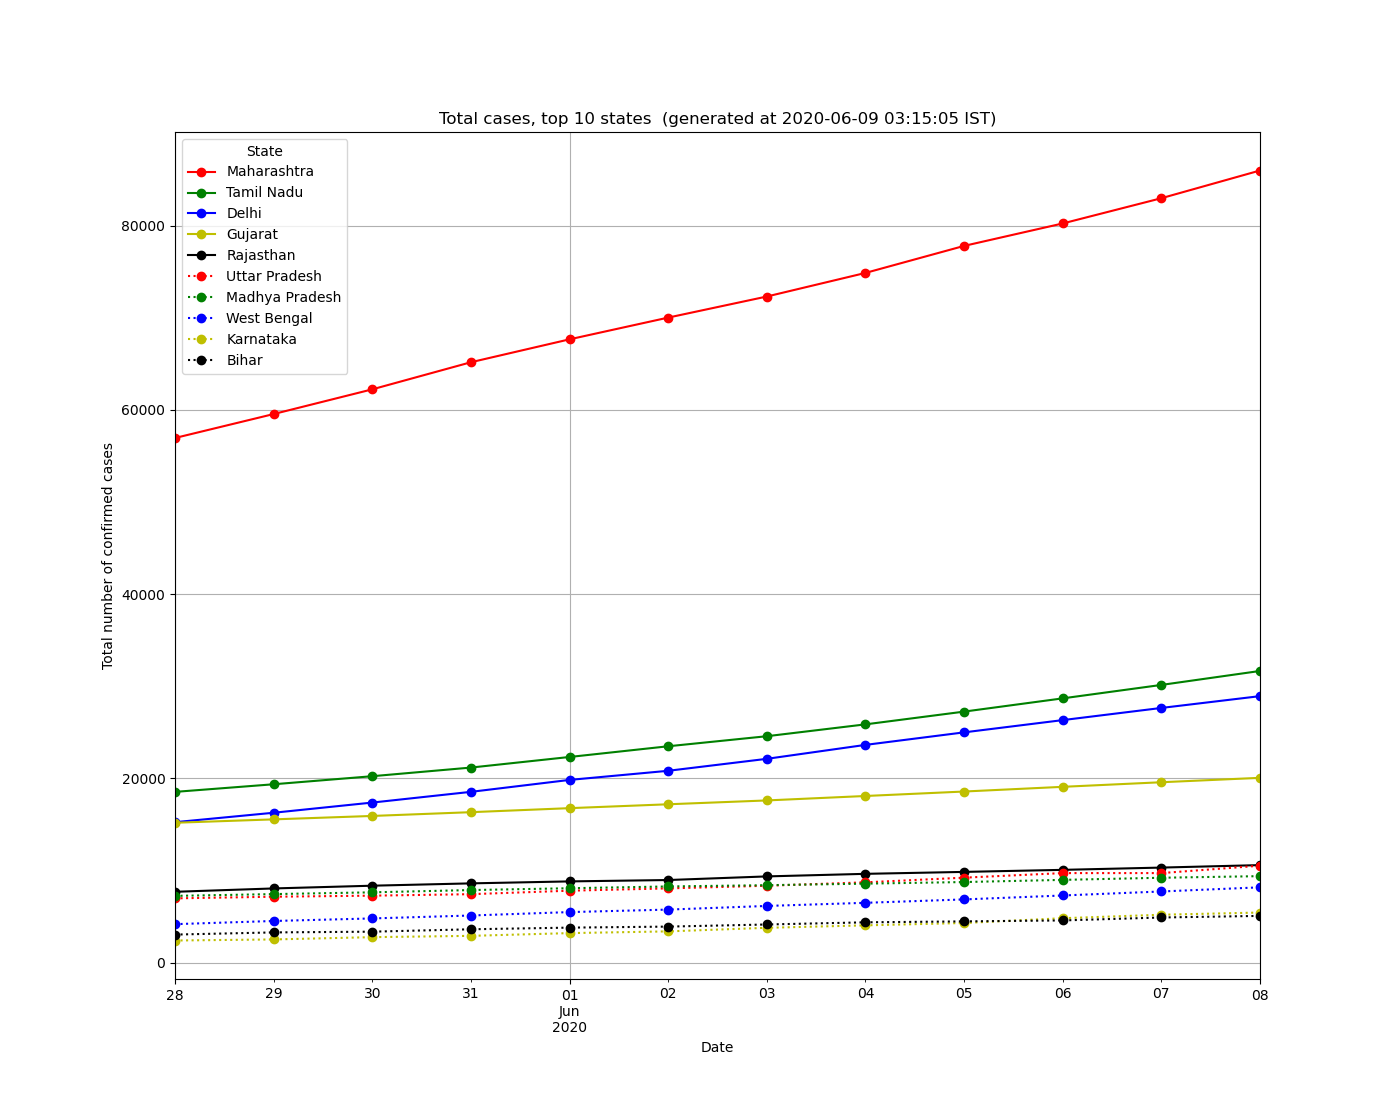 Total cases, top 10 states  (generated at 2020-06-09 03:15:05 IST)
State
Maharashtra
Tamil Nadu
Delhi
Gujarat
Rajasthan
Uttar Pradesh
Madhya Pradesh
West Bengal
Karnataka
Bihar
Total number of confirmed cases
80000
60000
40000
20000
0
28 29 30 31 01 02 03 04 05 06 07 08
Jun
2020
Date